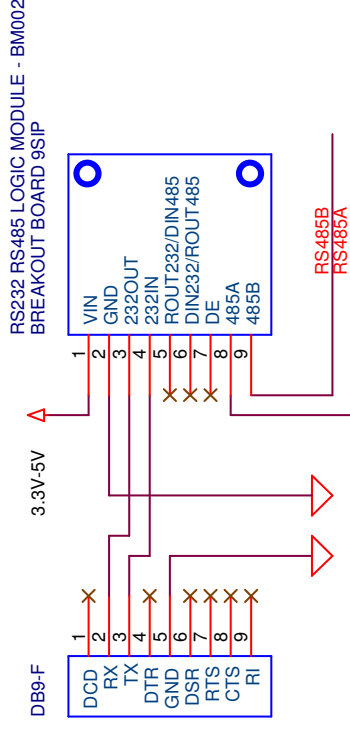 RS232 RS485 LOGIC MODULE - BM002
BREAKOUT BOARD 9SIP
1 VIN
2 GND
3 232OUT
4 232IN
5 ROUT232/DIN485
6 DIN232/ROUT485
7 DE
8 485A
9 485B
RS485B
RS485A
3.3V-5V
DB9-F
DCD 1
RX 2
TX 3
DTR 4
GND 5
DSR 6
RTS 7
CTS 8
RI 9